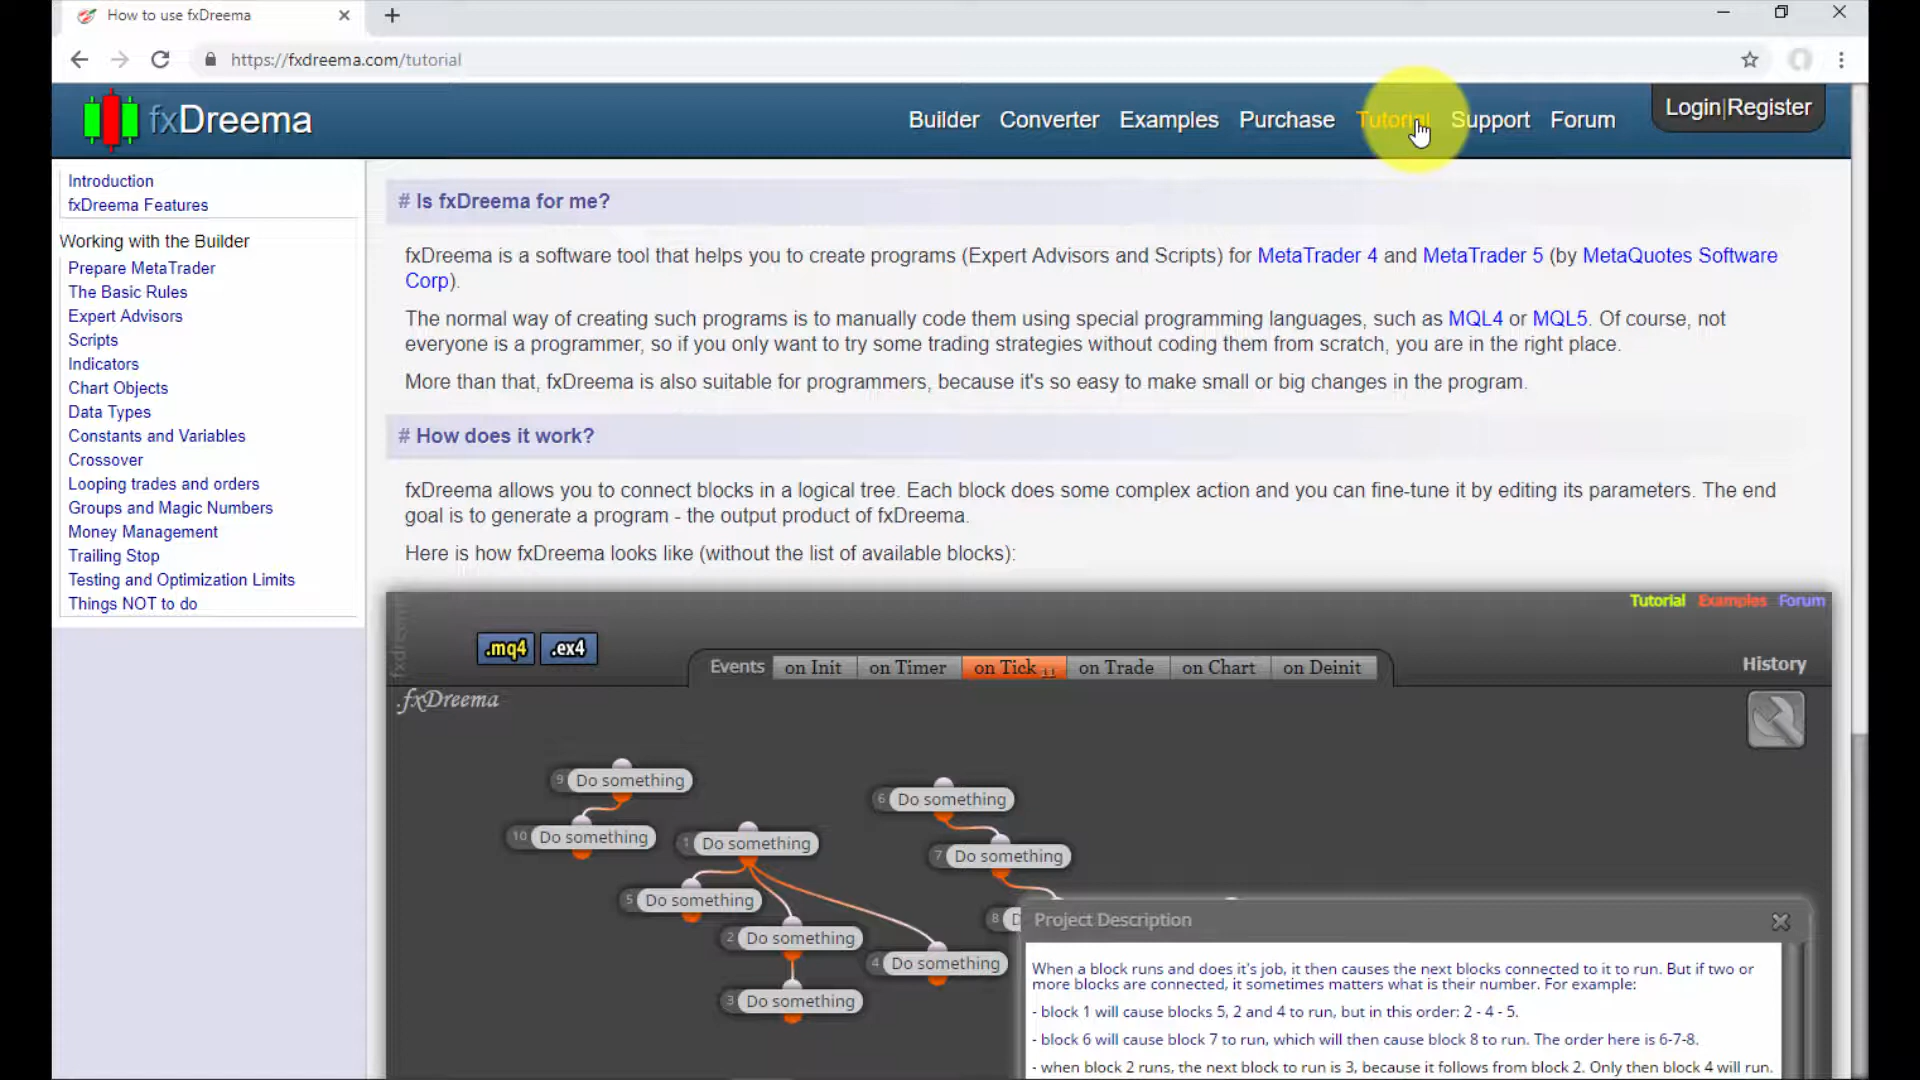 How to use fxDreema
https://fxdreema.com/tutorial
fxDreema
Builder Converter Examples Purchase Tutorial Support Forum
Login|Register
Introduction
fxDreema Features
Working with the Builder
Prepare MetaTrader
The Basic Rules
Expert Advisors
Scripts
Indicators
Chart Objects
Data Types
Constants and Variables
Crossover
Looping trades and orders
Groups and Magic Numbers
Money Management
Trailing Stop
Testing and Optimization Limits
Things NOT to do
# Is fxDreema for me?
fxDreema is a software tool that helps you to create programs (Expert Advisors and Scripts) for MetaTrader 4 and MetaTrader 5 (by MetaQuotes Software
Corp).
The normal way of creating such programs is to manually code them using special programming languages, such as MQL4 or MQL5. Of course, not
everyone is a programmer, so if you only want to try some trading strategies without coding them from scratch, you are in the right place.
More than that, fxDreema is also suitable for programmers, because it's so easy to make small or big changes in the program.
# How does it work?
fxDreema allows you to connect blocks in a logical tree. Each block does some complex action and you can fine-tune it by editing its parameters. The end
goal is to generate a program - the output product of fxDreema.
Here is how fxDreema looks like (without the list of available blocks):
Tutorial Examples Forum
.mq4 .ex4
Events on Init on Timer on Tick 11 on Trade on Chart on Deinit
History
.fxDreema
9 Do something
6 Do something
10 Do something
1 Do something
7 Do something
5 Do something
8 D
2 Do something
4 Do something
3 Do something
Project Description
When a block runs and does it's job, it then causes the next blocks connected to it to run. But if two or
more blocks are connected, it sometimes matters what is their number. For example:
- block 1 will cause blocks 5, 2 and 4 to run, but in this order: 2 - 4 - 5.
- block 6 will cause block 7 to run, which will then cause block 8 to run. The order here is 6-7-8.
- when block 2 runs, the next block to run is 3, because it follows from block 2. Only then block 4 will run.